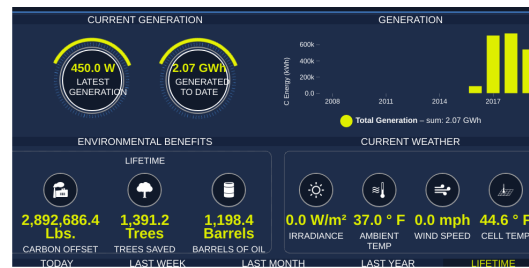 CURRENT GENERATION
450.0 W
LATEST
GENERATION
2.07 GWh
GENERATED
TO DATE
GENERATION
C Energy (kWh)
600k
400k
200k
0.0
2008
2011
2014
2017
Total Generation – sum: 2.07 GWh
ENVIRONMENTAL BENEFITS
LIFETIME
2,892,686.4
Lbs.
CARBON OFFSET
1,391.2
Trees
TREES SAVED
1,198.4
Barrels
BARRELS OF OIL
CURRENT WEATHER
0.0 W/m²
IRRADIANCE
37.0 ° F
AMBIENT
TEMP
0.0 mph
WIND SPEED
44.6 ° F
CELL TEMP
TODAY
LAST WEEK
LAST MONTH
LAST YEAR
LIFETIME